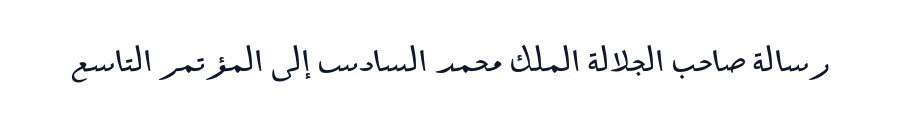 رسالة صاحب الجلالة الملك محمد السادس إلى المؤتمر التاسع